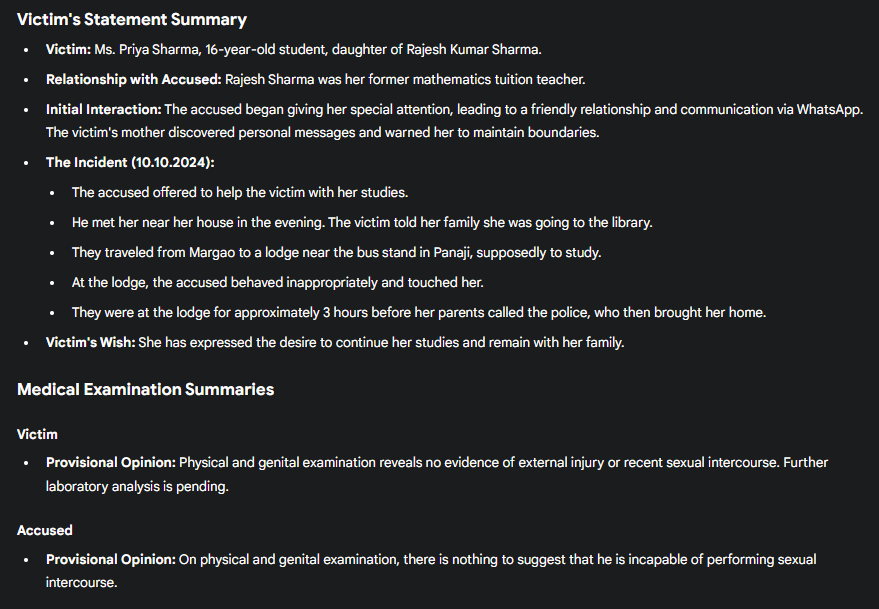 Victim's Statement Summary
• Victim: Ms. Priya Sharma, 16-year-old student, daughter of Rajesh Kumar Sharma.
• Relationship with Accused: Rajesh Sharma was her former mathematics tuition teacher.
• Initial Interaction: The accused began giving her special attention, leading to a friendly relationship and communication via WhatsApp.
The victim's mother discovered personal messages and warned her to maintain boundaries.
• The Incident (10.10.2024):
• The accused offered to help the victim with her studies.
• He met her near her house in the evening. The victim told her family she was going to the library.
• They traveled from Margao to a lodge near the bus stand in Panaji, supposedly to study.
• At the lodge, the accused behaved inappropriately and touched her.
• They were at the lodge for approximately 3 hours before her parents called the police, who then brought her home.
• Victim's Wish: She has expressed the desire to continue her studies and remain with her family.
Medical Examination Summaries
Victim
• Provisional Opinion: Physical and genital examination reveals no evidence of external injury or recent sexual intercourse. Further
laboratory analysis is pending.
Accused
• Provisional Opinion: On physical and genital examination, there is nothing to suggest that he is incapable of performing sexual
intercourse.